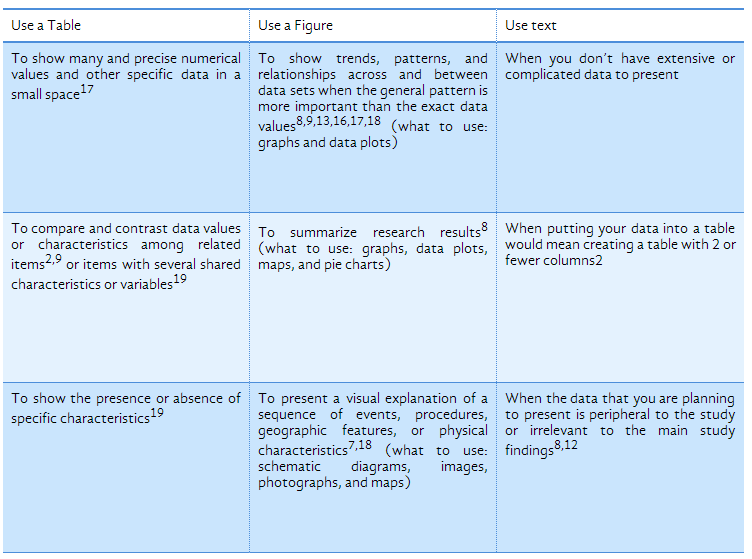 Use a Table
Use a Figure
Use text
To show many and precise numerical
values and other specific data in a
small space17
To show trends, patterns, and
relationships across and between
data sets when the general pattern is
more important than the exact data
values8,9,13,16,17,18 (what to use:
graphs and data plots)
When you don't have extensive or
complicated data to present
To compare and contrast data values
or characteristics among related
items2,9 or items with several shared
characteristics or variables19
To summarize research results8
(what to use: graphs, data plots,
maps, and pie charts)
When putting your data into a table
would mean creating a table with 2 or
fewer columns2
To show the presence or absence of
specific characteristics19
To present a visual explanation of a
sequence of events, procedures,
geographic features, or physical
characteristics7,18 (what to use:
schematic diagrams, images,
photographs, and maps)
When the data that you are planning
to present is peripheral to the study
or irrelevant to the main study
findings8,12